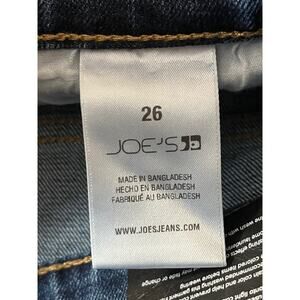 26
JOE'S
MADE IN BANGLADESH
HECHO EN BANGLADESH
FABRIQUÉ AU BANGLADESH
WWW.JOESJEANS.COM